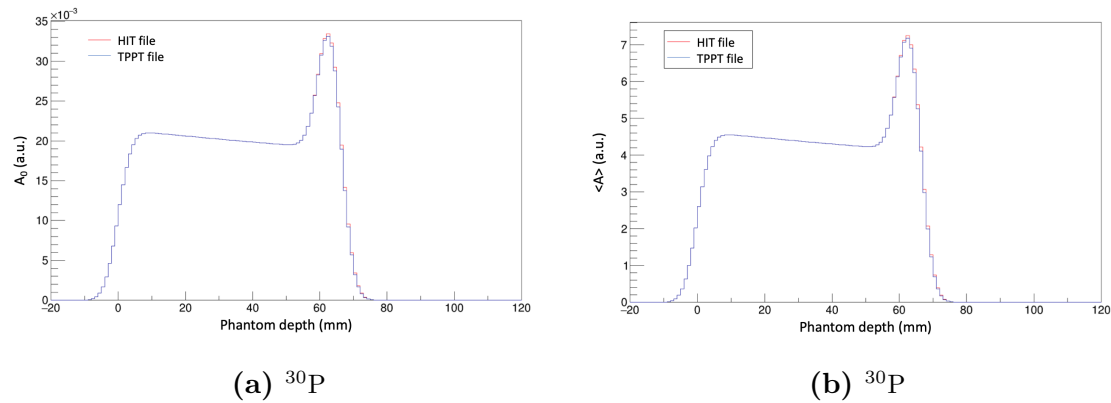 ×10⁻³
35
30
25
20
15
10
5
0
A₀ (a.u.)
HIT file
TPPT file
−20 0 20 40 60 80 100 120
Phantom depth (mm)
(a) ³⁰P
7
6
5
4
3
2
1
0
<A> (a.u.)
HIT file
TPPT file
−20 0 20 40 60 80 100 120
Phantom depth (mm)
(b) ³⁰P